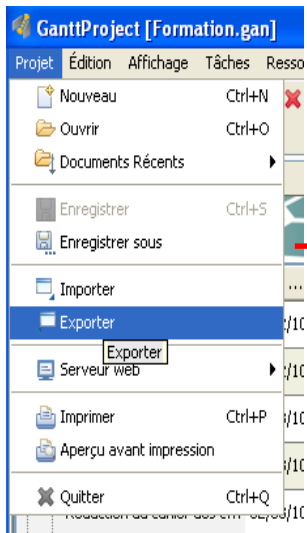 GanttProject [Formation.gan]
Projet Édition Affichage Tâches Resso
Nouveau Ctrl+N
Ouvrir Ctrl+O
Documents Récents
Enregistrer Ctrl+S
Enregistrer sous
Importer
Exporter
Exporter
Serveur web
Imprimer Ctrl+P
Aperçu avant impression
Quitter Ctrl+Q